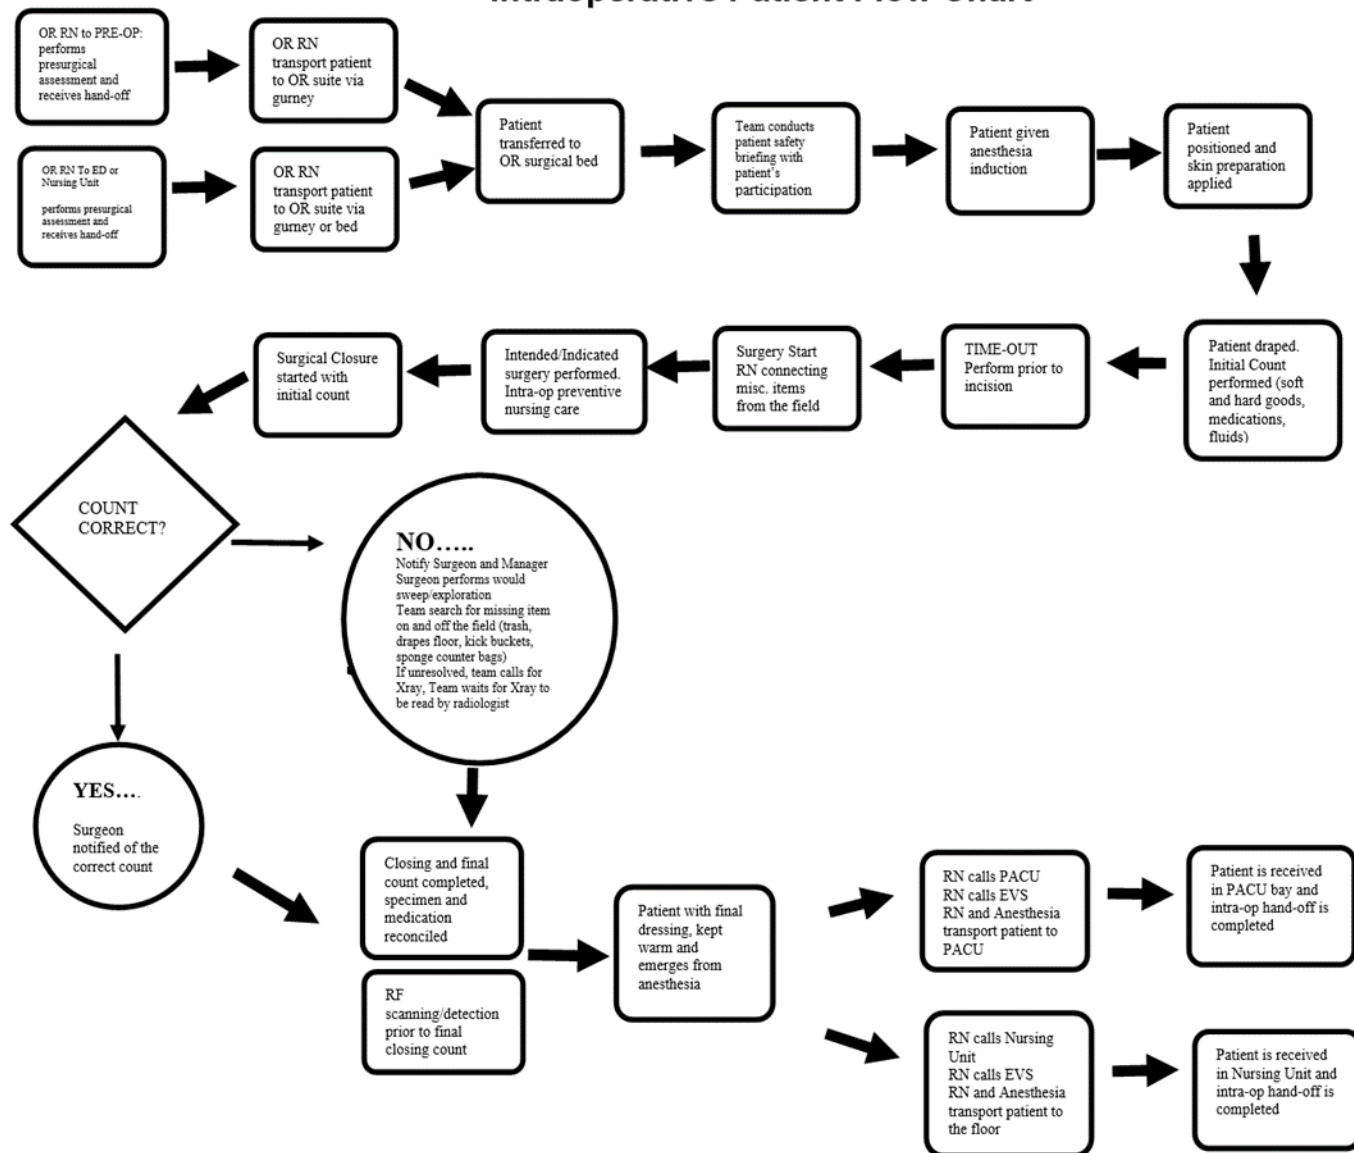 Intraoperative Patient Flow Chart
OR RN to PRE-OP:
performs
presurgical
assessment and
receives hand-off
OR RN
transport patient
to OR suite via
gurney
OR RN To ED or
Nursing Unit
performs presurgical
assessment and
receives hand-off
OR RN
transport patient
to OR suite via
gurney or bed
Patient
transferred to
OR surgical bed
Team conducts
patient safety
briefing with
patient's
participation
Patient given
anesthesia
induction
Patient
positioned and
skin preparation
applied
Patient draped.
Initial Count
performed (soft
and hard goods,
medications,
fluids)
TIME-OUT
Perform prior to
incision
Surgery Start
RN connecting
misc. items
from the field
Intended/Indicated
surgery performed.
Intra-op preventive
nursing care
Surgical Closure
started with
initial count
COUNT
CORRECT?
NO.....
Notify Surgeon and Manager
Surgeon performs would
sweep/exploration
Team search for missing item
on and off the field (trash,
drapes floor, kick buckets,
sponge counter bags)
If unresolved, team calls for
Xray, Team waits for Xray to
be read by radiologist
YES....
Surgeon
notified of the
correct count
Closing and final
count completed,
specimen and
medication
reconciled
RF
scanning/detection
prior to final
closing count
Patient with final
dressing, kept
warm and
emerges from
anesthesia
RN calls PACU
RN calls EVS
RN and Anesthesia
transport patient to
PACU
Patient is received
in PACU bay and
intra-op hand-off is
completed
RN calls Nursing
Unit
RN calls EVS
RN and Anesthesia
transport patient to
the floor
Patient is received
in Nursing Unit and
intra-op hand-off is
completed